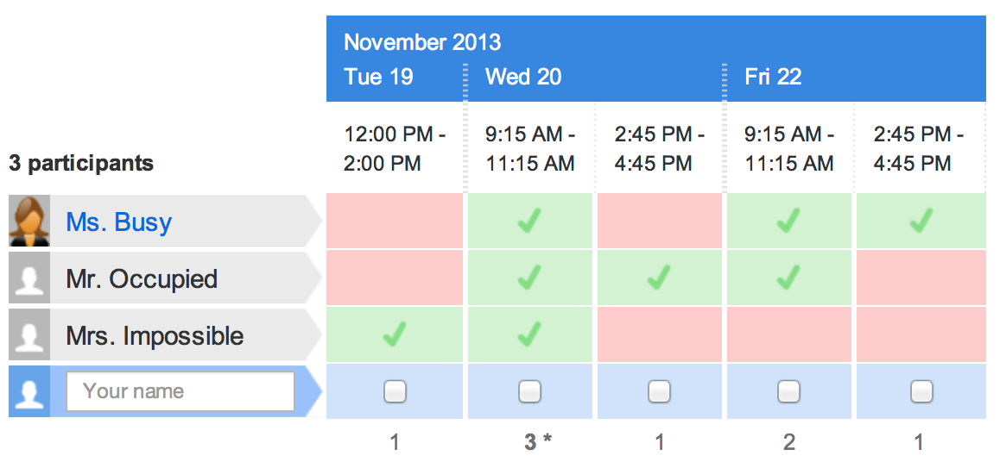 November 2013
Tue 19 Wed 20 Fri 22
12:00 PM - 9:15 AM - 2:45 PM - 9:15 AM - 2:45 PM -
2:00 PM 11:15 AM 4:45 PM 11:15 AM 4:45 PM
3 participants
Ms. Busy
Mr. Occupied
Mrs. Impossible
Your name
1 3 * 1 2 1